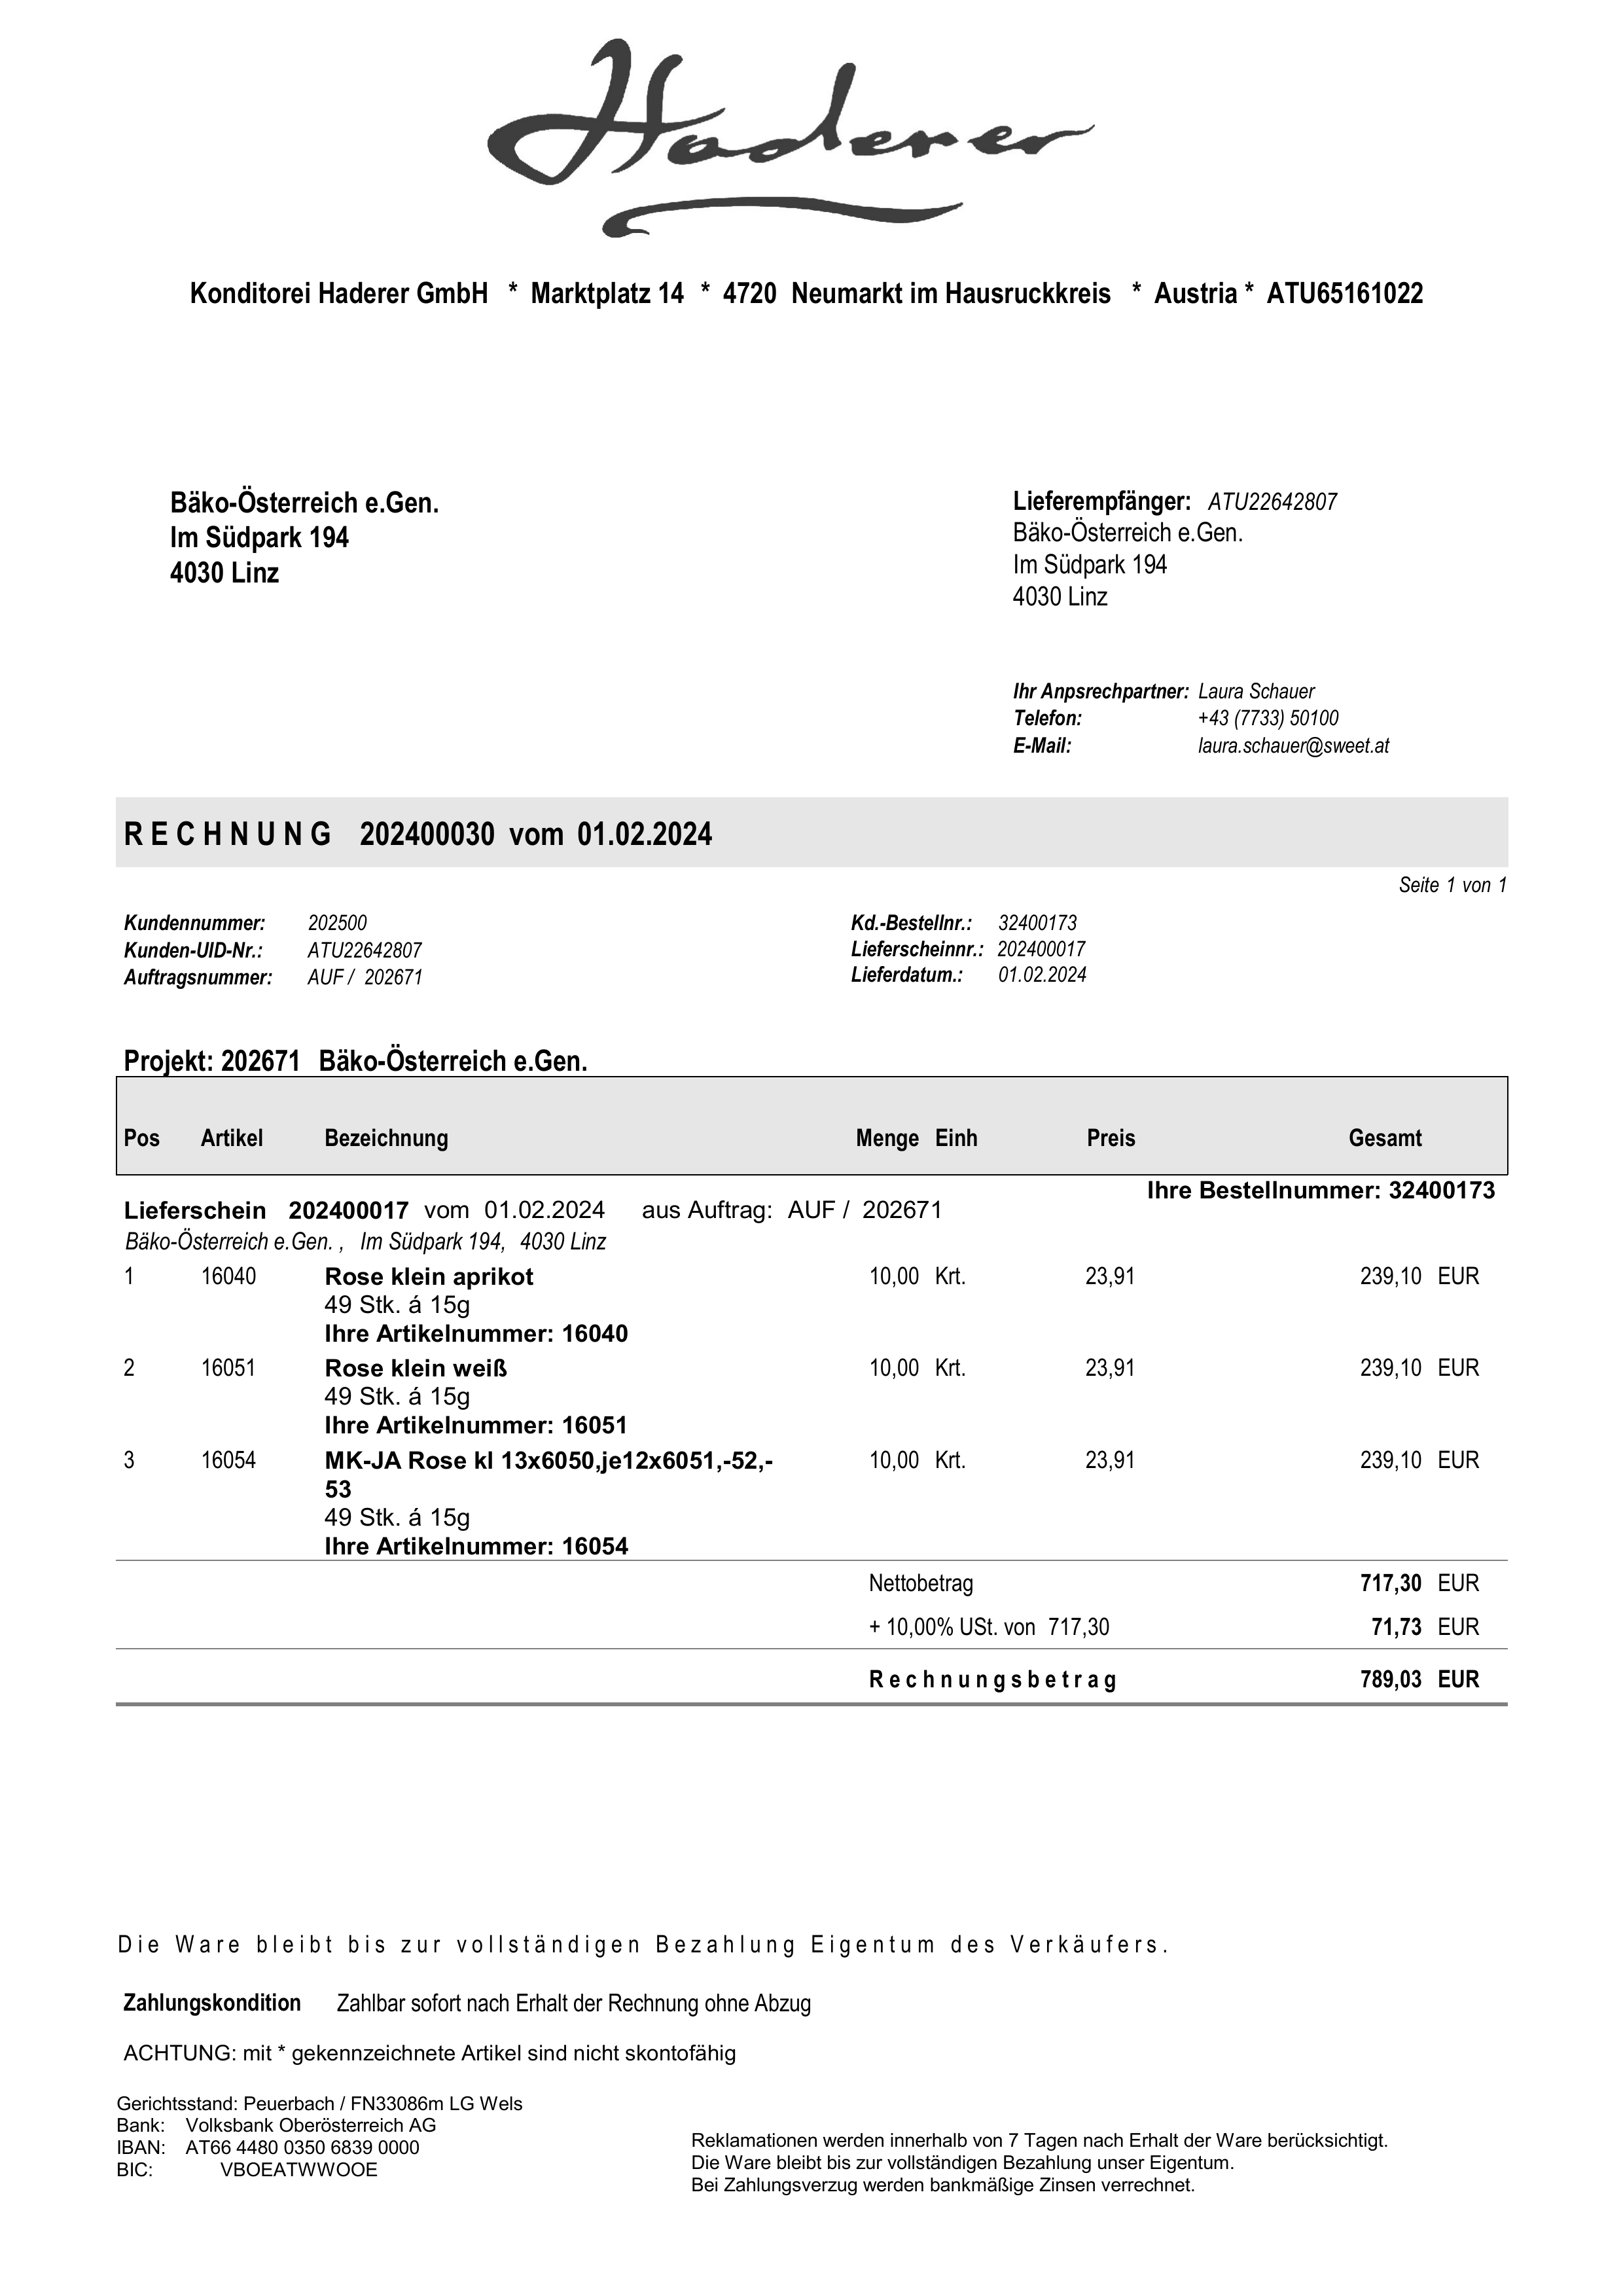 Haderer
Konditorei Haderer GmbH * Marktplatz 14 * 4720 Neumarkt im Hausruckkreis * Austria * ATU65161022
Bäko-Österreich e.Gen.
Im Südpark 194
4030 Linz
Lieferempfänger: ATU22642807
Bäko-Österreich e.Gen.
Im Südpark 194
4030 Linz
Ihr Anpsrechpartner: Laura Schauer
Telefon: +43 (7733) 50100
E-Mail: laura.schauer@sweet.at
RECHNUNG 202400030 vom 01.02.2024
Seite 1 von 1
Kundennummer: 202500
Kunden-UID-Nr.: ATU22642807
Auftragsnummer: AUF / 202671
Kd.-Bestellnr.: 32400173
Lieferscheinnr.: 202400017
Lieferdatum.: 01.02.2024
Projekt: 202671 Bäko-Österreich e.Gen.
Pos Artikel Bezeichnung Menge Einh Preis Gesamt
Ihre Bestellnummer: 32400173
Lieferschein 202400017 vom 01.02.2024 aus Auftrag: AUF / 202671
Bäko-Österreich e.Gen. , Im Südpark 194, 4030 Linz
1 16040 Rose klein aprikot 10,00 Krt. 23,91 239,10 EUR
49 Stk. á 15g
Ihre Artikelnummer: 16040
2 16051 Rose klein weiß 10,00 Krt. 23,91 239,10 EUR
49 Stk. á 15g
Ihre Artikelnummer: 16051
3 16054 MK-JA Rose kl 13x6050,je12x6051,-52,- 10,00 Krt. 23,91 239,10 EUR
53
49 Stk. á 15g
Ihre Artikelnummer: 16054
Nettobetrag 717,30 EUR
+ 10,00% USt. von 717,30 71,73 EUR
Rechnungsbetrag 789,03 EUR
Die Ware bleibt bis zur vollständigen Bezahlung Eigentum des Verkäufers.
Zahlungskondition Zahlbar sofort nach Erhalt der Rechnung ohne Abzug
ACHTUNG: mit * gekennzeichnete Artikel sind nicht skontofähig
Gerichtsstand: Peuerbach / FN33086m LG Wels
Bank: Volksbank Oberösterreich AG
IBAN: AT66 4480 0350 6839 0000
BIC: VBOEATWWOOE
Reklamationen werden innerhalb von 7 Tagen nach Erhalt der Ware berücksichtigt.
Die Ware bleibt bis zur vollständigen Bezahlung unser Eigentum.
Bei Zahlungsverzug werden bankmäßige Zinsen verrechnet.